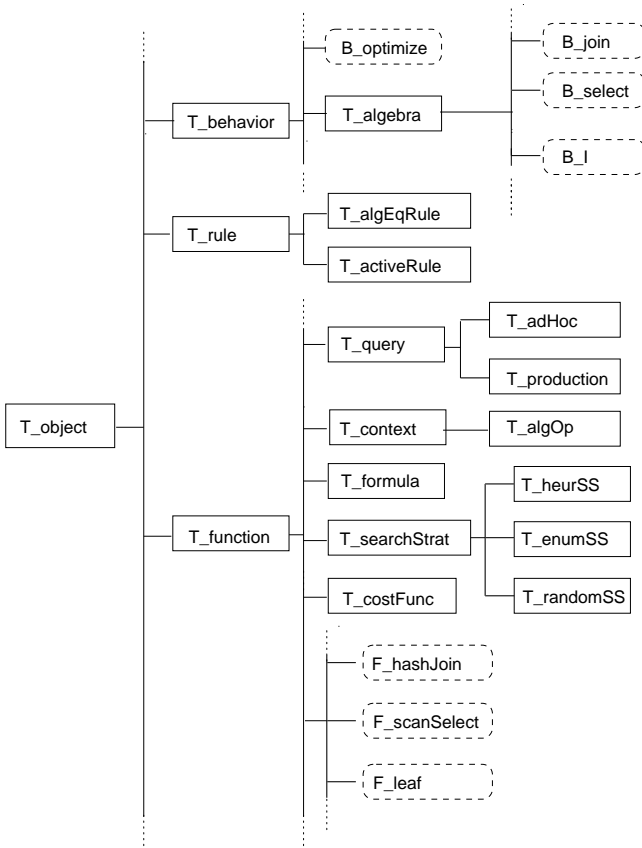 B_optimize
B_join
B_select
T_behavior
T_algebra
B_I
T_rule
T_algEqRule
T_activeRule
T_adHoc
T_query
T_production
T_object
T_context
T_algOp
T_formula
T_heurSS
T_function
T_searchStrat
T_enumSS
T_costFunc
T_randomSS
F_hashJoin
F_scanSelect
F_leaf